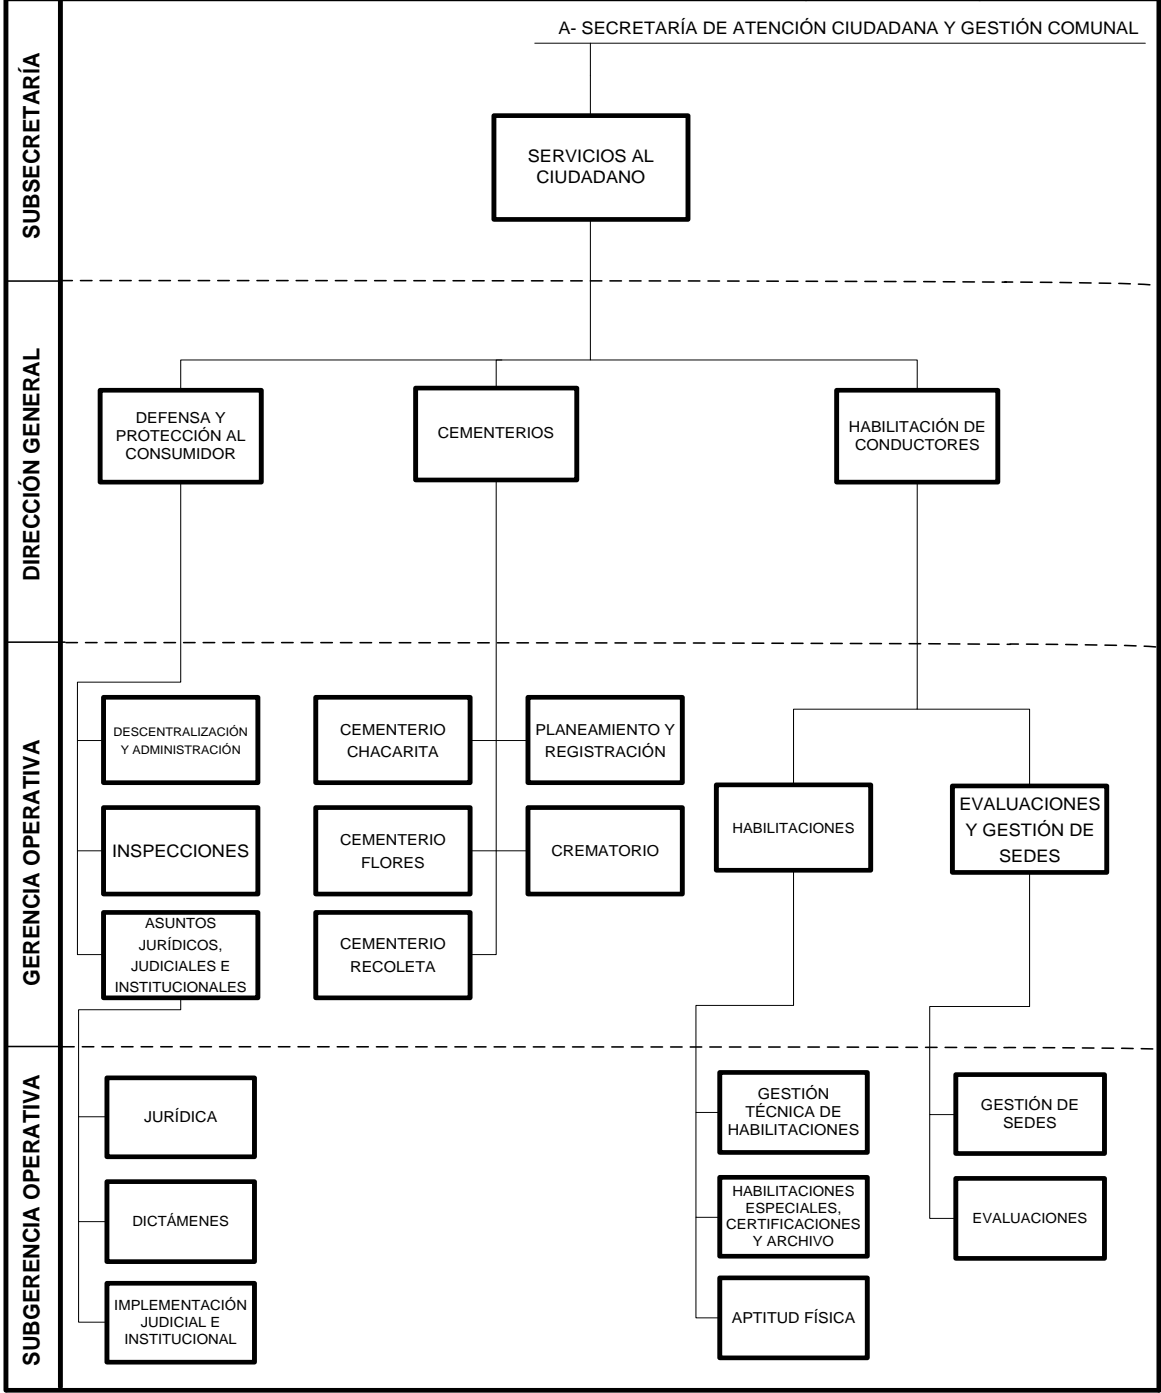 A- SECRETARÍA DE ATENCIÓN CIUDADANA Y GESTIÓN COMUNAL
SUBSECRETARÍA
SERVICIOS AL
CIUDADANO
DIRECCIÓN GENERAL
DEFENSA Y
PROTECCIÓN AL
CONSUMIDOR
CEMENTERIOS
HABILITACIÓN DE
CONDUCTORES
GERENCIA OPERATIVA
DESCENTRALIZACIÓN
Y ADMINISTRACIÓN
INSPECCIONES
ASUNTOS
JURÍDICOS,
JUDICIALES E
INSTITUCIONALES
CEMENTERIO
CHACARITA
CEMENTERIO
FLORES
CEMENTERIO
RECOLETA
PLANEAMIENTO Y
REGISTRACIÓN
CREMATORIO
HABILITACIONES
EVALUACIONES
Y GESTIÓN DE
SEDES
SUBGERENCIA OPERATIVA
JURÍDICA
DICTÁMENES
IMPLEMENTACIÓN
JUDICIAL E
INSTITUCIONAL
GESTIÓN
TÉCNICA DE
HABILITACIONES
HABILITACIONES
ESPECIALES,
CERTIFICACIONES
Y ARCHIVO
APTITUD FÍSICA
GESTIÓN DE
SEDES
EVALUACIONES